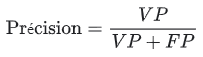 Précision = VP / (VP + FP)